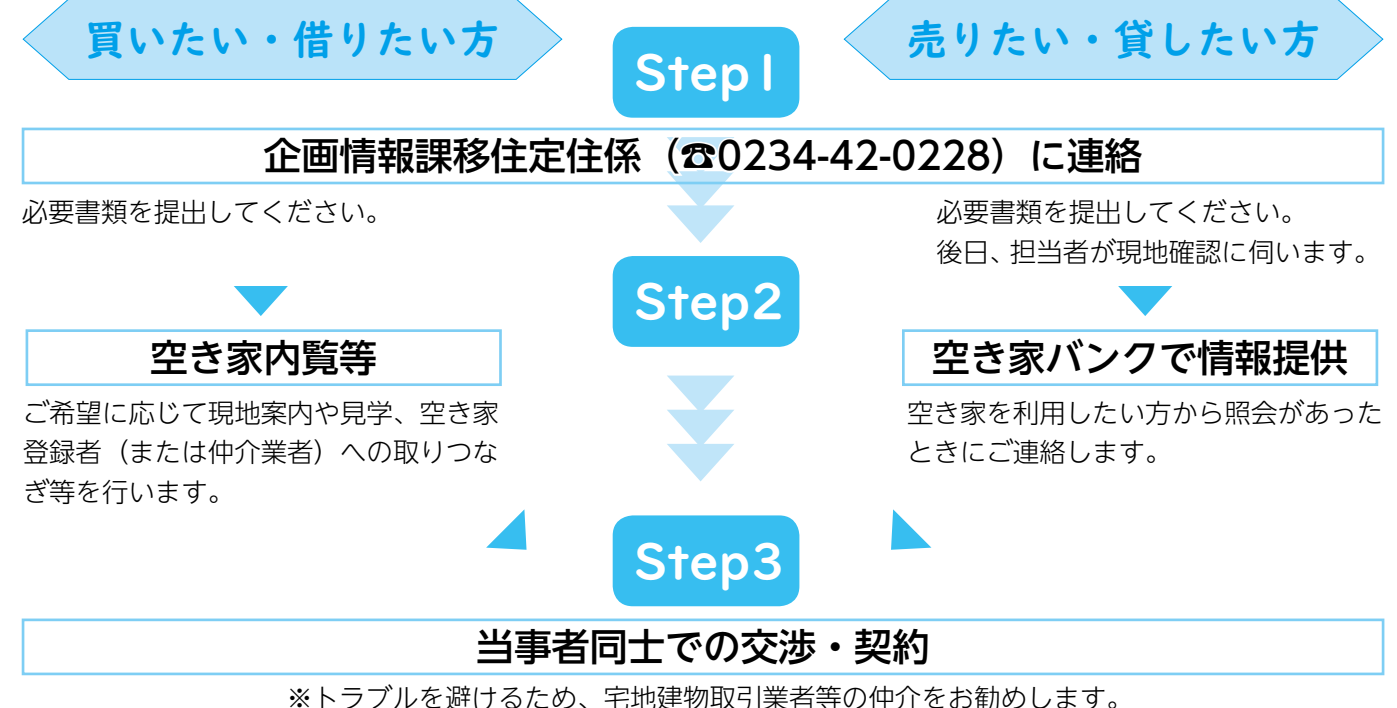 買いたい・借りたい方
売りたい・貸したい方
Step1
企画情報課移住定住係（☎0234-42-0228）に連絡
必要書類を提出してください。
必要書類を提出してください。
後日、担当者が現地確認に伺います。
Step2
空き家内覧等
ご希望に応じて現地案内や見学、空き家
登録者（または仲介業者）への取りつな
ぎ等を行います。
空き家バンクで情報提供
空き家を利用したい方から照会があった
ときにご連絡します。
Step3
当事者同士での交渉・契約
※トラブルを避けるため、宅地建物取引業者等の仲介をお勧めします。